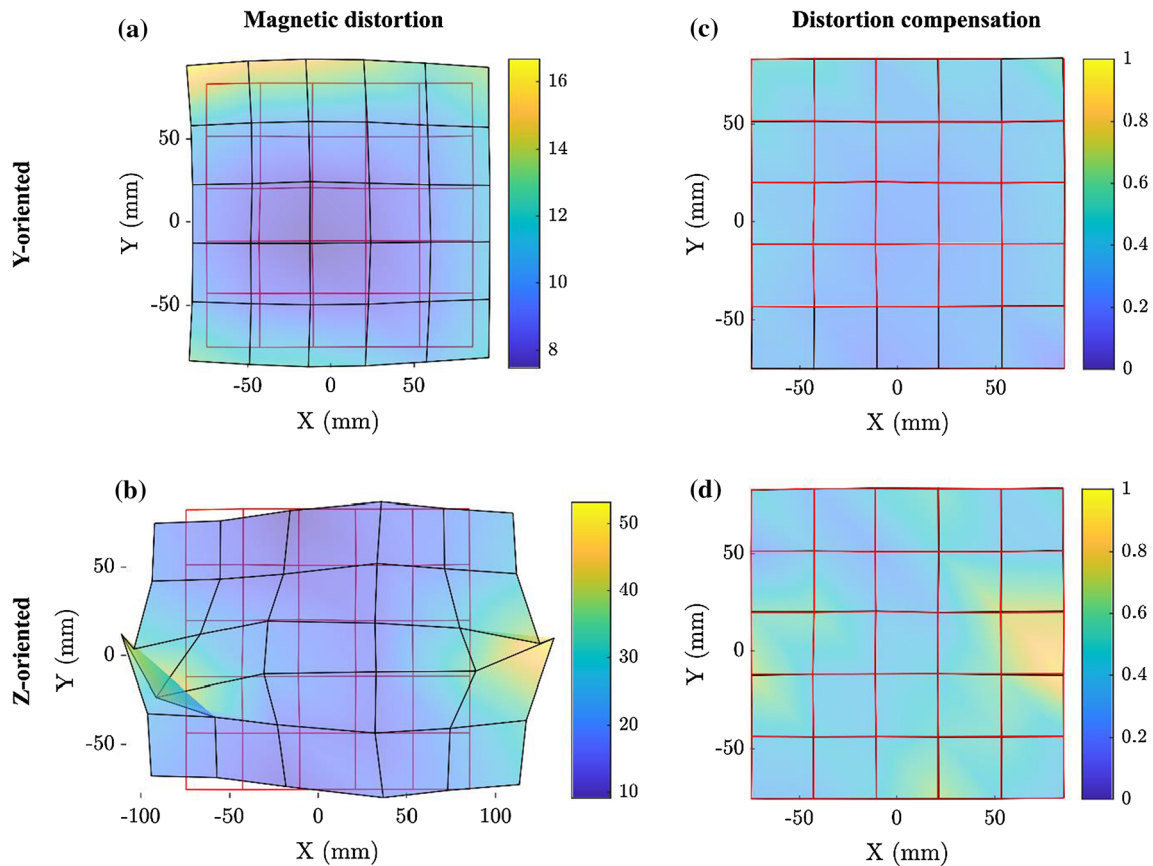 Magnetic distortion
Distortion compensation
Y-oriented
(a)
50
0
-50
Y (mm)
-50 0 50
X (mm)
16
14
12
10
8
(c)
50
0
-50
Y (mm)
-50 0 50
X (mm)
1
0.8
0.6
0.4
0.2
0
Z-oriented
(b)
50
0
-50
Y (mm)
-100 -50 0 50 100
X (mm)
50
40
30
20
10
(d)
50
0
-50
Y (mm)
-50 0 50
X (mm)
1
0.8
0.6
0.4
0.2
0